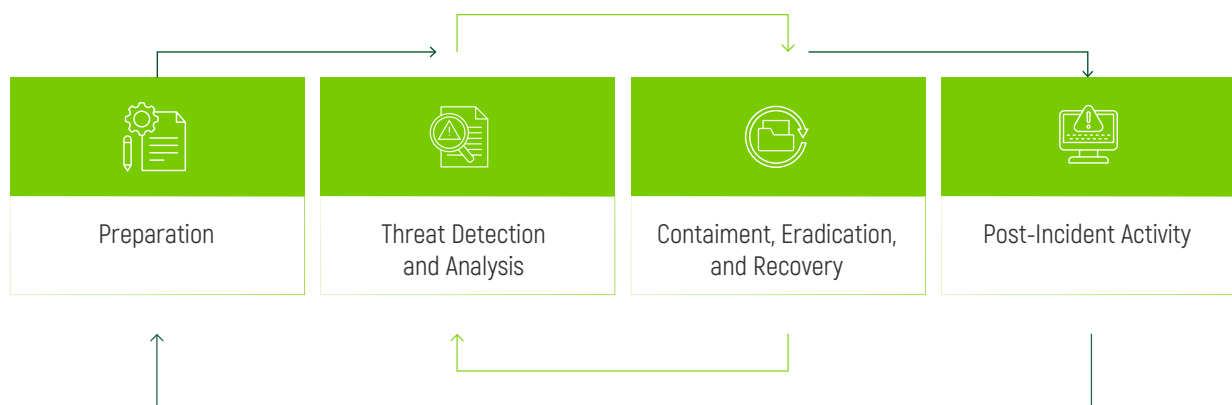 Preparation
Threat Detection
and Analysis
Contaiment, Eradication,
and Recovery
Post-Incident Activity